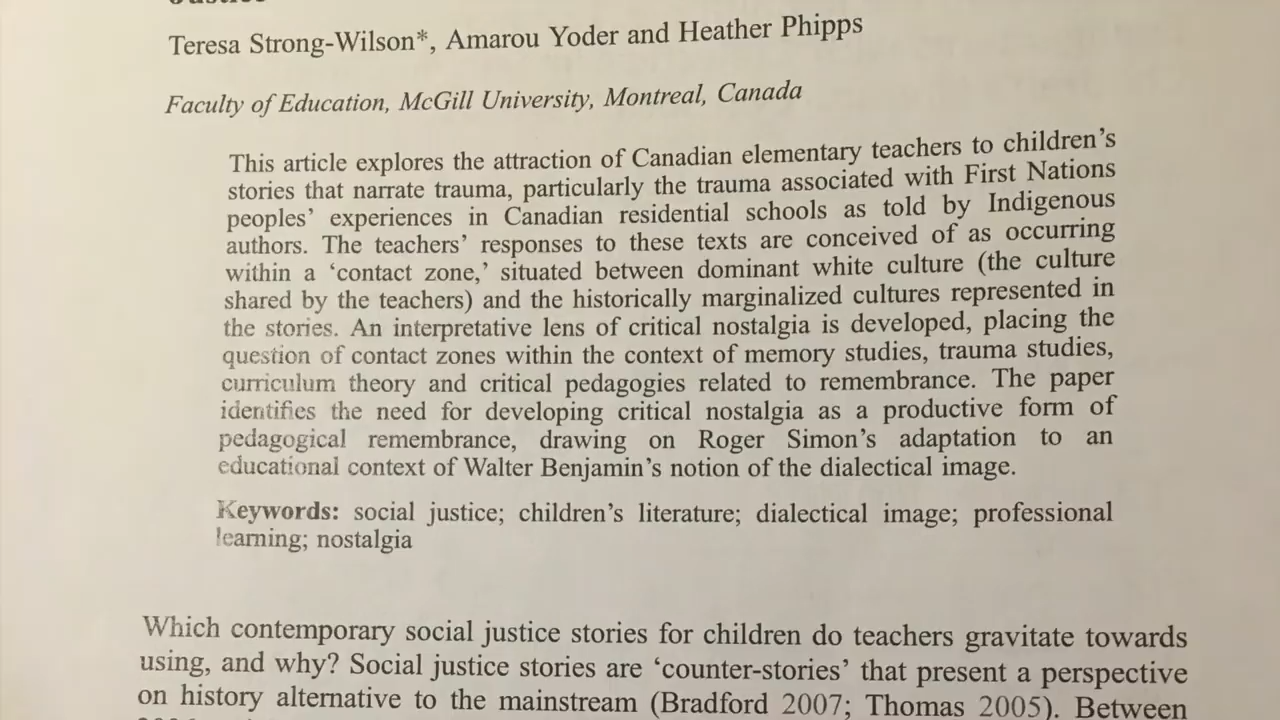 Teresa Strong-Wilson*, Amarou Yoder and Heather Phipps
Faculty of Education, McGill University, Montreal, Canada
This article explores the attraction of Canadian elementary teachers to children's
stories that narrate trauma, particularly the trauma associated with First Nations
peoples' experiences in Canadian residential schools as told by Indigenous
authors. The teachers' responses to these texts are conceived of as occurring
within a 'contact zone,' situated between dominant white culture (the culture
shared by the teachers) and the historically marginalized cultures represented in
the stories. An interpretative lens of critical nostalgia is developed, placing the
question of contact zones within the context of memory studies, trauma studies,
curriculum theory and critical pedagogies related to remembrance. The paper
identifies the need for developing critical nostalgia as a productive form of
pedagogical remembrance, drawing on Roger Simon's adaptation to an
educational context of Walter Benjamin's notion of the dialectical image.
Keywords: social justice; children's literature; dialectical image; professional
learning; nostalgia
Which contemporary social justice stories for children do teachers gravitate towards
using, and why? Social justice stories are 'counter-stories' that present a perspective
on history alternative to the mainstream (Bradford 2007; Thomas 2005). Between